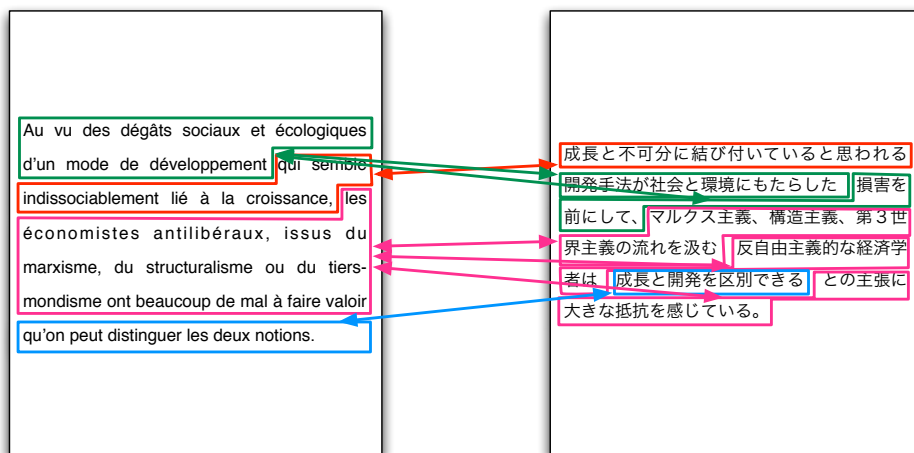 Au vu des dégâts sociaux et écologiques
d'un mode de développement qui semble
indissociablement lié à la croissance, les
économistes antilibéraux, issus du
marxisme, du structuralisme ou du tiers-
mondisme ont beaucoup de mal à faire valoir
qu'on peut distinguer les deux notions.
成長と不可分に結び付いていると思われる
開発手法が社会と環境にもたらした 損害を
前にして、マルクス主義、構造主義、第３世
界主義の流れを汲む 反自由主義的な経済学
者は 成長と開発を区別できる との主張に
大きな抵抗を感じている。